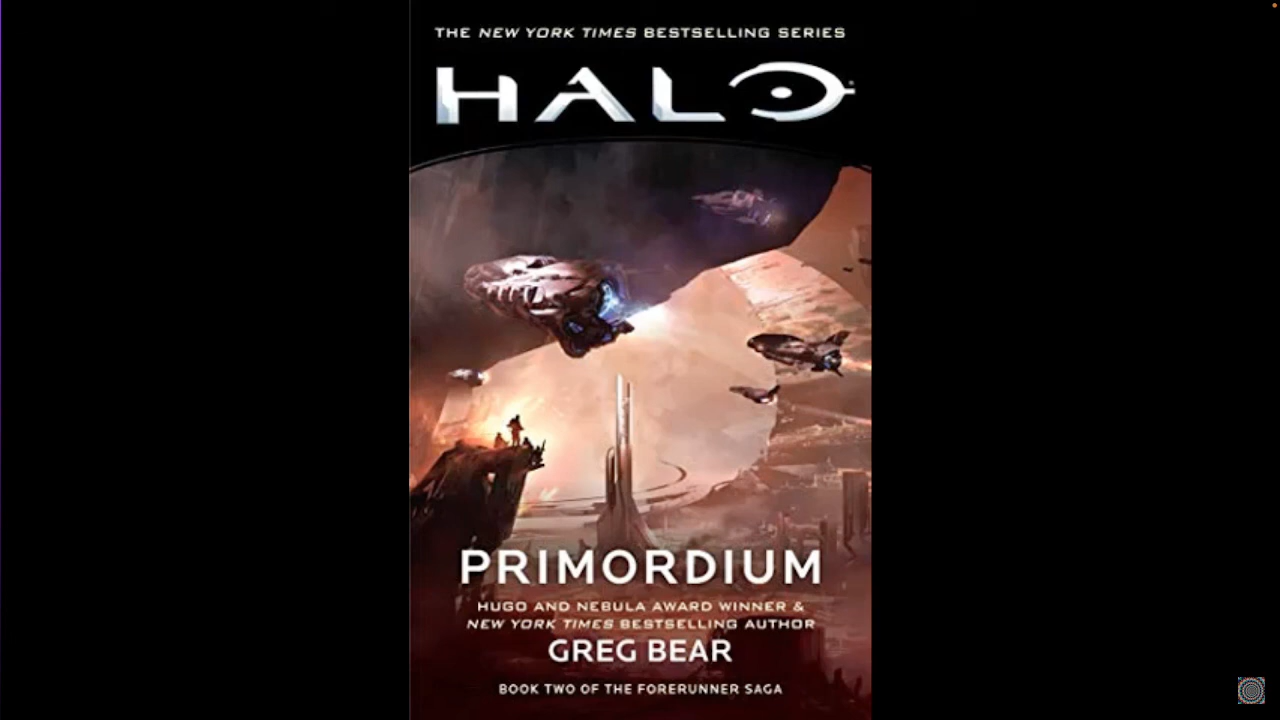 THE NEW YORK TIMES BESTSELLING SERIES
HALO
PRIMORDIUM
HUGO AND NEBULA AWARD WINNER &
NEW YORK TIMES BESTSELLING AUTHOR
GREG BEAR
BOOK TWO OF THE FORERUNNER SAGA